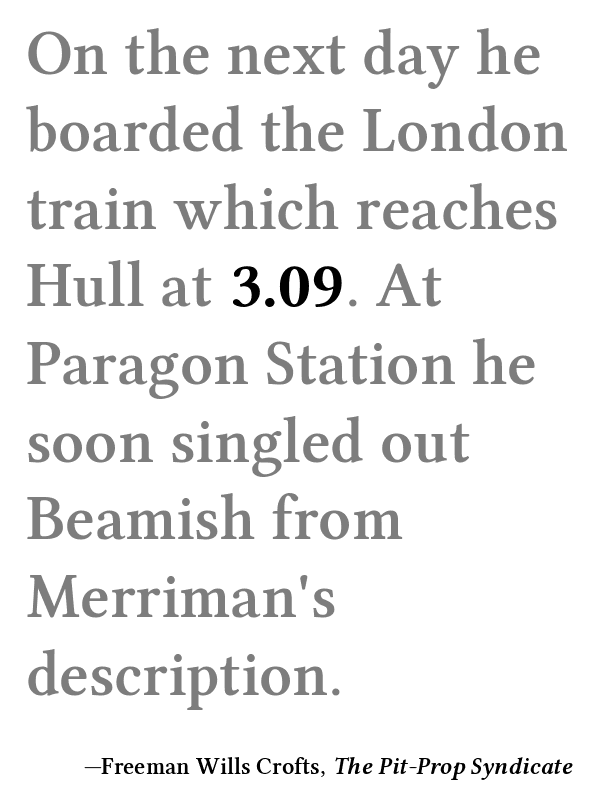 On the next day he
boarded the London
train which reaches
Hull at 3.09. At
Paragon Station he
soon singled out
Beamish from
Merriman's
description.
—Freeman Wills Crofts, The Pit-Prop Syndicate